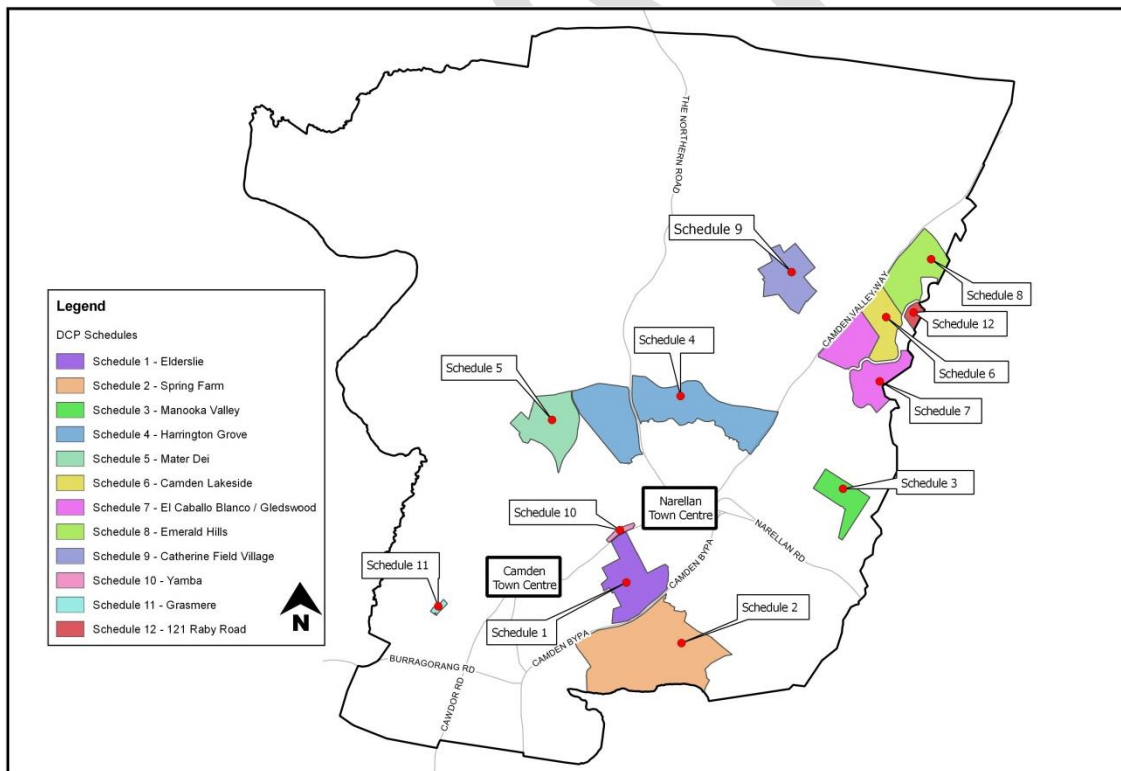 THE NORTHERN ROAD
Schedule 9
CAMDEN VALLEY WAY
Schedule 8
Schedule 12
Schedule 6
Schedule 7
Schedule 4
Schedule 5
Schedule 3
Legend
DCP Schedules
Schedule 1 - Elderslie
Schedule 2 - Spring Farm
Schedule 3 - Manooka Valley
Schedule 4 - Harrington Grove
Schedule 5 - Mater Dei
Schedule 6 - Camden Lakeside
Schedule 7 - El Caballo Blanco / Gledswood
Schedule 8 - Emerald Hills
Schedule 9 - Catherine Field Village
Schedule 10 - Yamba
Schedule 11 - Grasmere
Schedule 12 - 121 Raby Road
N
Narellan
Town Centre
Schedule 10
NARELLAN RD
CAMDEN BYPA
Camden
Town Centre
Schedule 11
Schedule 2
Schedule 1
CAMDEN BYPA
BURRAGORANG RD
CAWDOR RD